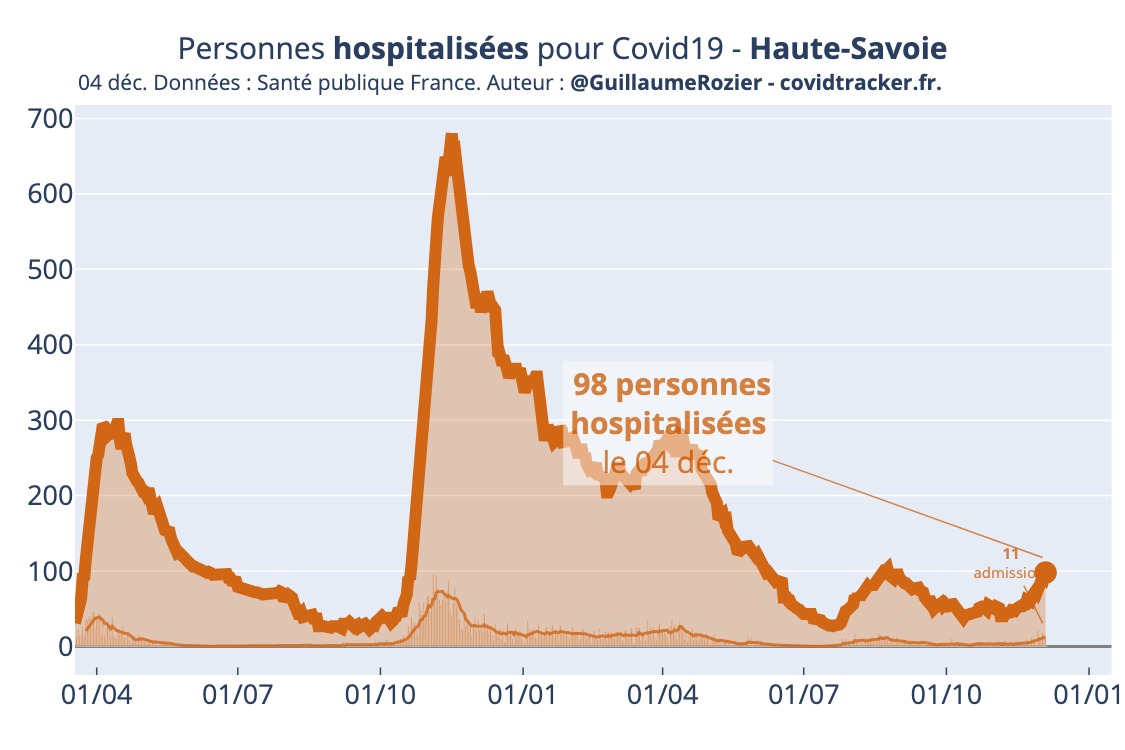 Personnes hospitalisées pour Covid19 - Haute-Savoie
04 déc. Données : Santé publique France. Auteur : @GuillaumeRozier - covidtracker.fr.
700
600
500
400
300
200
100
0
98 personnes
hospitalisées
le 04 déc.
11
admissio
01/04 01/07 01/10 01/01 01/04 01/07 01/10 01/01